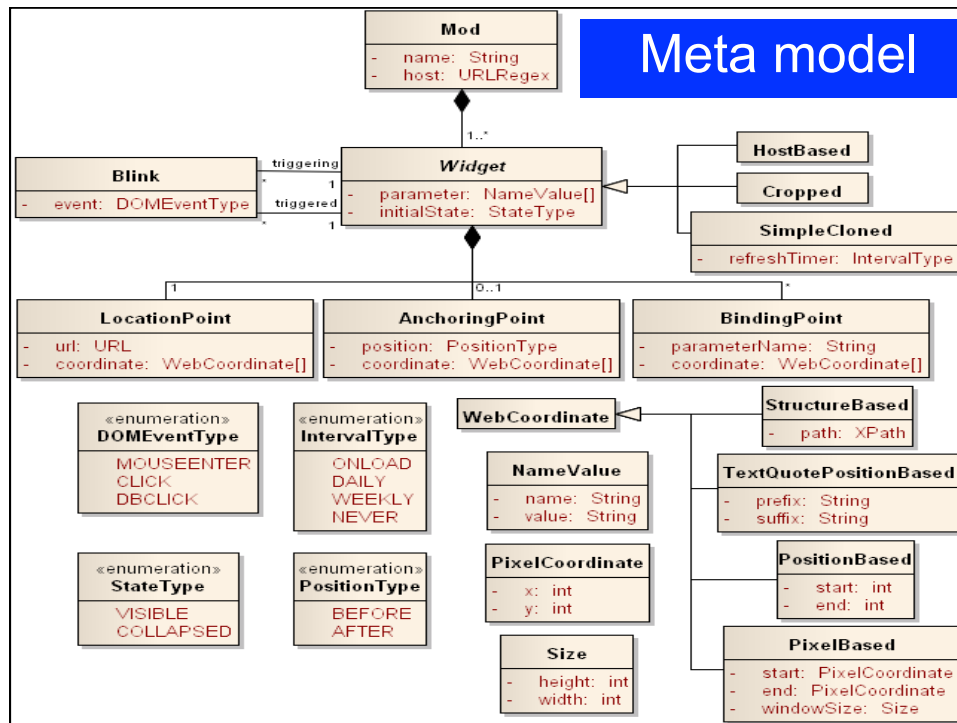 Meta model
Mod
- name: String
- host: URLRegex
1..*
Blink
- event: DOMEventType
triggering
* 1
triggered
* 1
Widget
- parameter: NameValue[]
- initialState: StateType
HostBased
Cropped
SimpleCloned
- refreshTimer: IntervalType
1
0..1
*
LocationPoint
- url: URL
- coordinate: WebCoordinate[]
AnchoringPoint
- position: PositionType
- coordinate: WebCoordinate[]
BindingPoint
- parameterName: String
- coordinate: WebCoordinate[]
«enumeration»
DOMEventType
MOUSEENTER
CLICK
DBCLICK
«enumeration»
IntervalType
ONLOAD
DAILY
WEEKLY
NEVER
WebCoordinate
StructureBased
- path: XPath
NameValue
- name: String
- value: String
TextQuotePositionBased
- prefix: String
- suffix: String
«enumeration»
StateType
VISIBLE
COLLAPSED
«enumeration»
PositionType
BEFORE
AFTER
PixelCoordinate
- x: int
- y: int
PositionBased
- start: int
- end: int
Size
- height: int
- width: int
PixelBased
- start: PixelCoordinate
- end: PixelCoordinate
- windowSize: Size